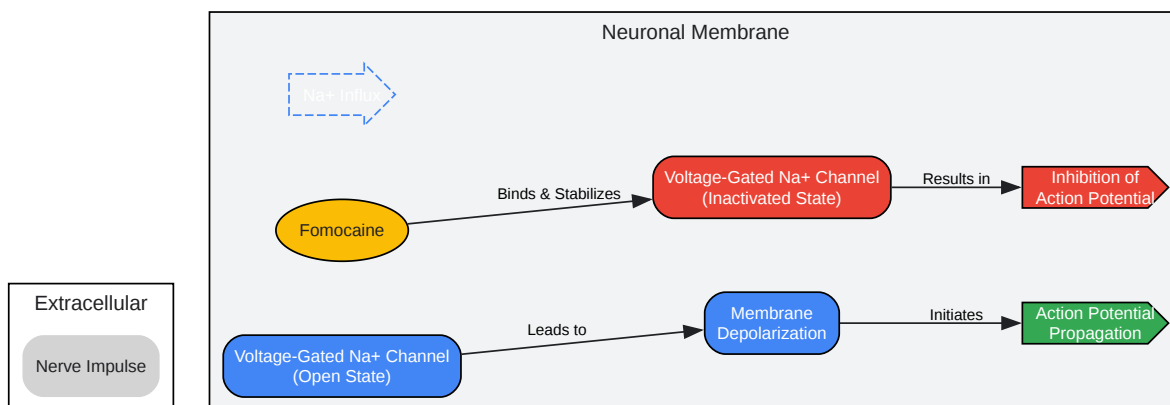 Neuronal Membrane
Na+ Influx
Voltage-Gated Na+ Channel
(Inactivated State)
Results in
Inhibition of
Action Potential
Binds & Stabilizes
Fomocaine
Extracellular
Nerve Impulse
Voltage-Gated Na+ Channel
(Open State)
Leads to
Membrane
Depolarization
Initiates
Action Potential
Propagation